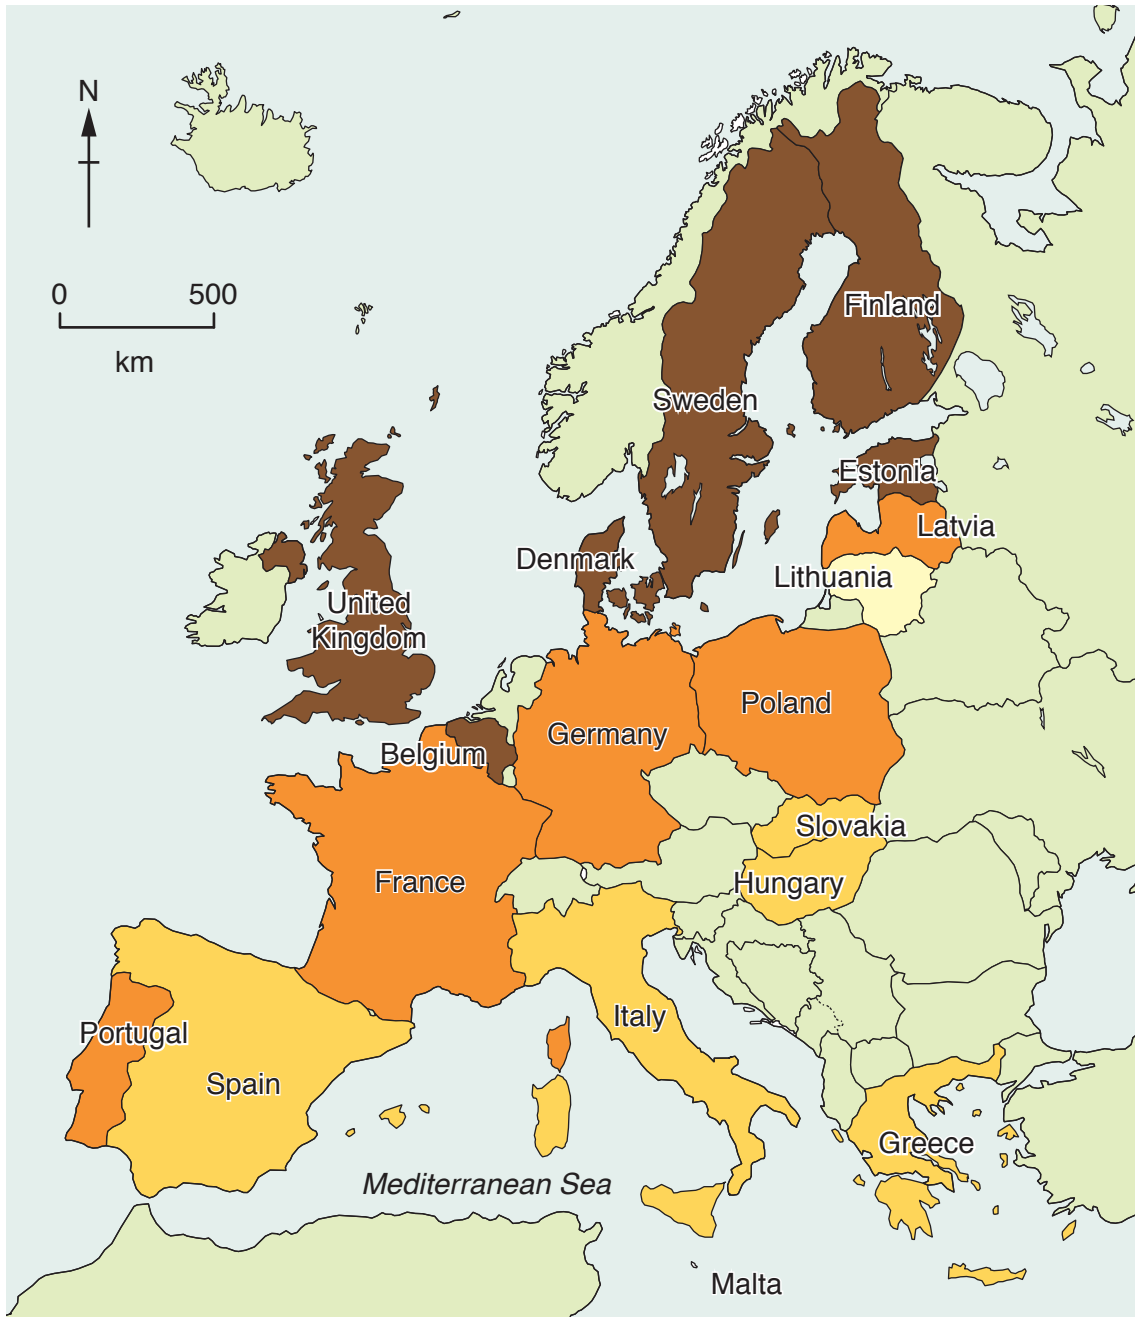 N
0 500
km
Finland
Sweden
Estonia
Latvia
Denmark
Lithuania
United
Kingdom
Poland
Germany
Belgium
Slovakia
France
Hungary
Italy
Portugal
Spain
Greece
Mediterranean Sea
Malta